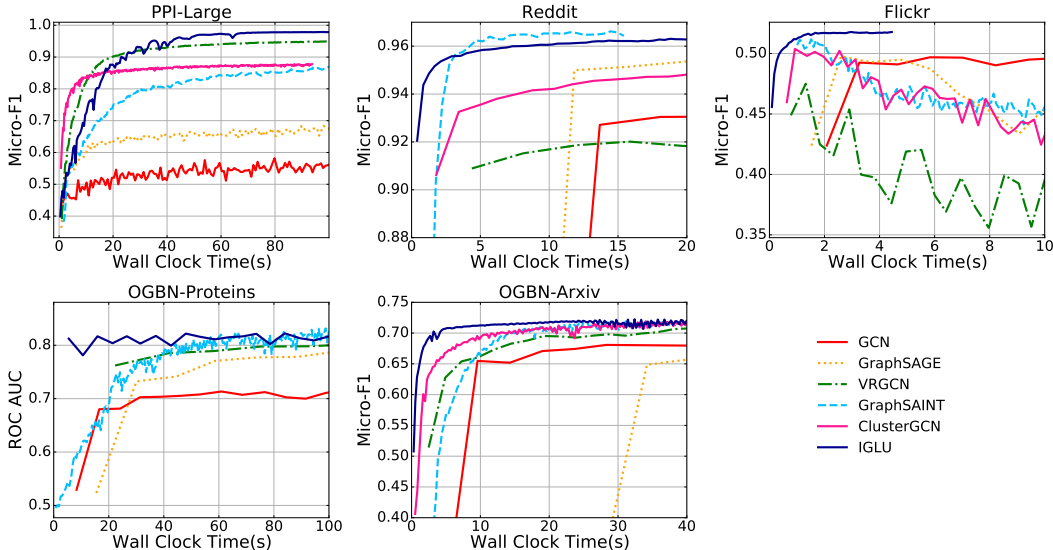 PPI-Large
Micro-F1
1.0
0.9
0.8
0.7
0.6
0.5
0.4
0 20 40 60 80
Wall Clock Time(s)
Reddit
Micro-F1
0.96
0.94
0.92
0.90
0.88
0 5 10 15 20
Wall Clock Time(s)
Flickr
Micro-F1
0.50
0.45
0.40
0.35
0 2 4 6 8 10
Wall Clock Time(s)
OGBN-Proteins
ROC AUC
0.8
0.7
0.6
0.5
0 20 40 60 80 100
Wall Clock Time(s)
OGBN-Arxiv
Micro-F1
0.75
0.70
0.65
0.60
0.55
0.50
0.45
0.40
0 10 20 30 40
Wall Clock Time(s)
GCN
GraphSAGE
VRGCN
GraphSAINT
ClusterGCN
IGLU